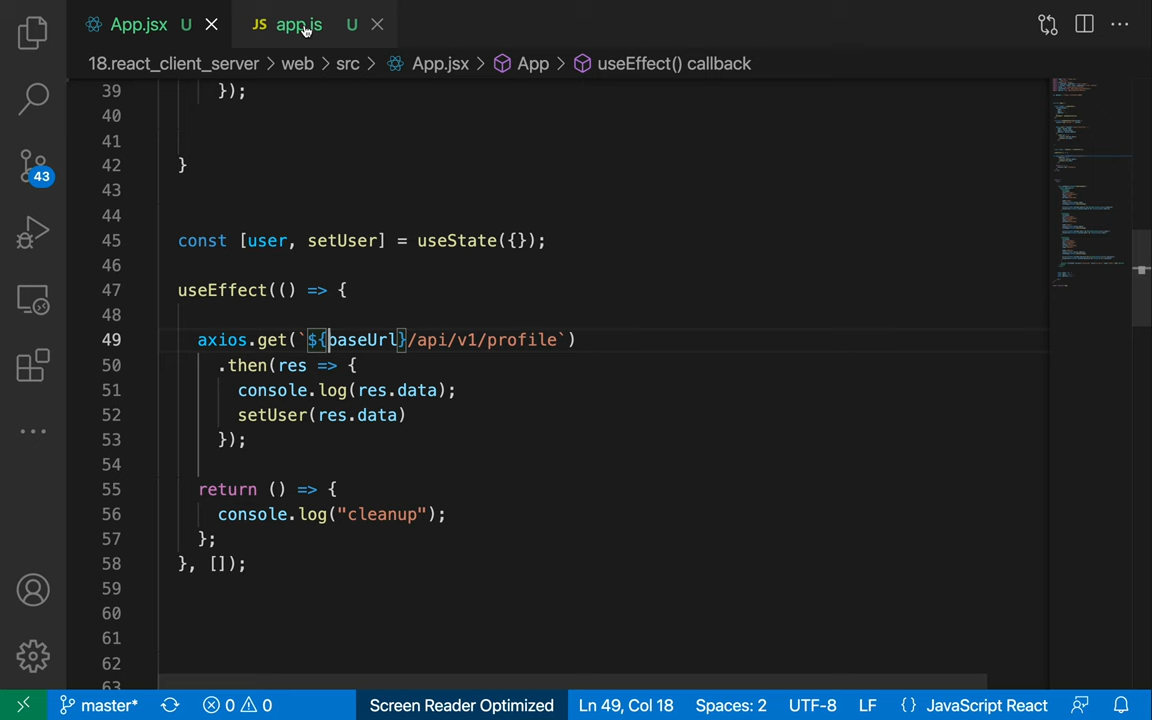 App.jsx U
JS app.js U
18.react_client_server > web > src > App.jsx > App > useEffect() callback
39 });
40
41
42 }
43
44
45 const [user, setUser] = useState({});
46
47 useEffect(() => {
48
49 axios.get(`${baseUrl}/api/v1/profile`)
50 .then(res => {
51 console.log(res.data);
52 setUser(res.data)
53 });
54
55 return () => {
56 console.log("cleanup");
57 };
58 }, []);
59
60
61
62
63
43
master* 0 0 Screen Reader Optimized Ln 49, Col 18 Spaces: 2 UTF-8 LF {} JavaScript React